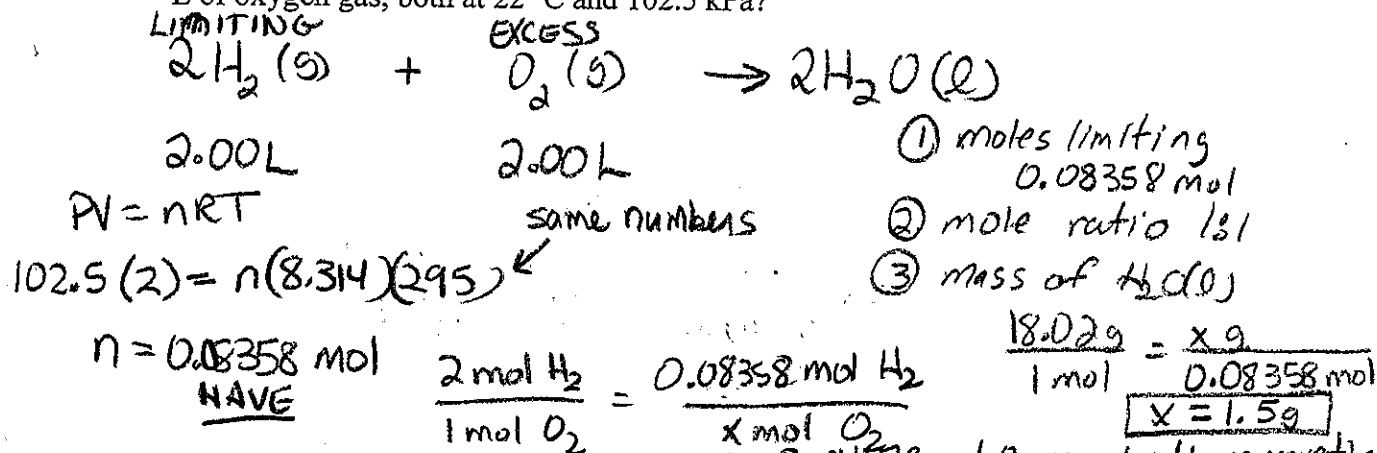 L of oxygen gas, both at 22 °C and 102.5 kPa?
LIMITING EXCESS
2H₂(g) + O₂(g) → 2H₂O(l)
2.00L 2.00L
① moles limiting
0.08358 mol
PV = nRT
same numbers
② mole ratio 1:1
102.5(2) = n(8.314)(295)
③ mass of H₂O(l)
n = 0.08358 mol
HAVE
2 mol H₂ / 1 mol O₂ = 0.08358 mol H₂ / x mol O₂
18.02g / 1 mol = x g / 0.08358 mol
x = 1.5g